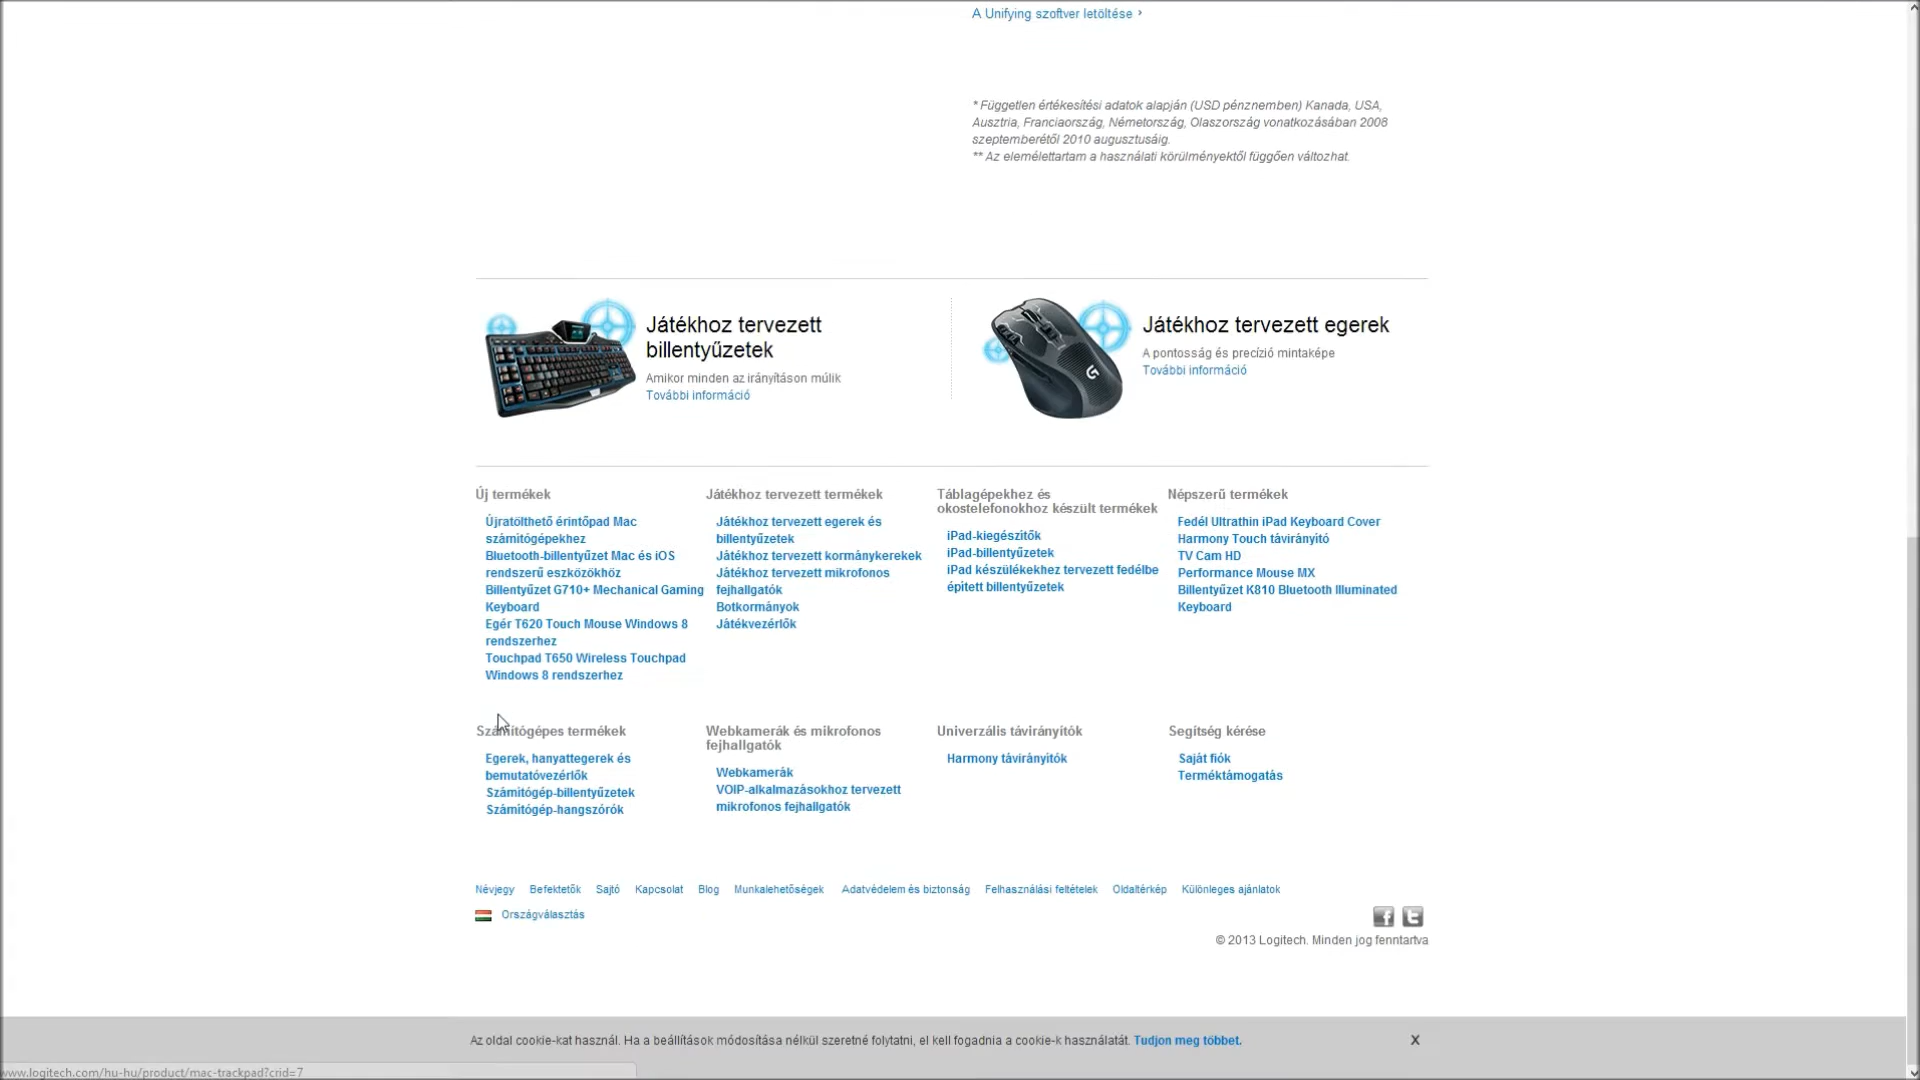 A Unifying szoftver letöltése ›
* Független értékesítési adatok alapján (USD pénznemben) Kanada, USA,
Ausztria, Franciaország, Németország, Olaszország vonatkozásában 2008
szeptemberétől 2010 augusztusáig.
** Az elemélettartam a használati körülményektől függően változhat.
Játékhoz tervezett
billentyűzetek
Amikor minden az irányításon múlik
További információ
Játékhoz tervezett egerek
A pontosság és precízió mintaképe
További információ
Új termékek
Újratölthető érintőpad Mac
számítógépekhez
Bluetooth-billentyűzet Mac és iOS
rendszerű eszközökhöz
Billentyűzet G710+ Mechanical Gaming
Keyboard
Egér T620 Touch Mouse Windows 8
rendszerhez
Touchpad T650 Wireless Touchpad
Windows 8 rendszerhez
Játékhoz tervezett termékek
Játékhoz tervezett egerek és
billentyűzetek
Játékhoz tervezett kormánykerekek
Játékhoz tervezett mikrofonos
fejhallgatók
Botkormányok
Játékvezérlők
Táblagépekhez és
okostelefonokhoz készült termékek
iPad-kiegészítők
iPad-billentyűzetek
iPad készülékekhez tervezett fedélbe
épített billentyűzetek
Népszerű termékek
Fedél Ultrathin iPad Keyboard Cover
Harmony Touch távirányító
TV Cam HD
Performance Mouse MX
Billentyűzet K810 Bluetooth Illuminated
Keyboard
Számítógépes termékek
Egerek, hanyattegerek és
bemutatóvezérlők
Számítógép-billentyűzetek
Számítógép-hangszórók
Webkamerák és mikrofonos
fejhallgatók
Webkamerák
VOIP-alkalmazásokhoz tervezett
mikrofonos fejhallgatók
Univerzális távirányítók
Harmony távirányítók
Segítség kérése
Saját fiók
Terméktámogatás
Névjegy Befektetők Sajtó Kapcsolat Blog Munkalehetőségek Adatvédelem és biztonság Felhasználási feltételek Oldaltérkép Különleges ajánlatok
Országválasztás
© 2013 Logitech. Minden jog fenntartva
Az oldal cookie-kat használ. Ha a beállítások módosítása nélkül szeretné folytatni, el kell fogadnia a cookie-k használatát. Tudjon meg többet. X
www.logitech.com/hu-hu/product/mac-trackpad?crid=7